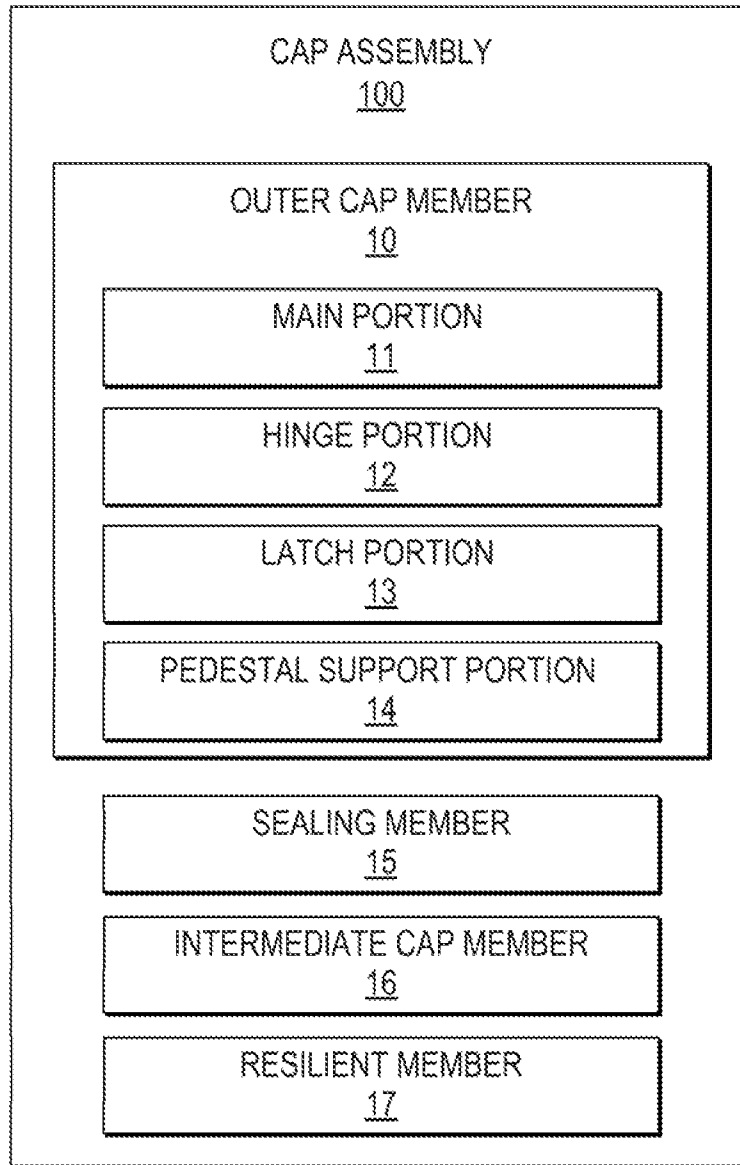 CAP ASSEMBLY
100
OUTER CAP MEMBER
10
MAIN PORTION
11
HINGE PORTION
12
LATCH PORTION
13
PEDESTAL SUPPORT PORTION
14
SEALING MEMBER
15
INTERMEDIATE CAP MEMBER
16
RESILIENT MEMBER
17